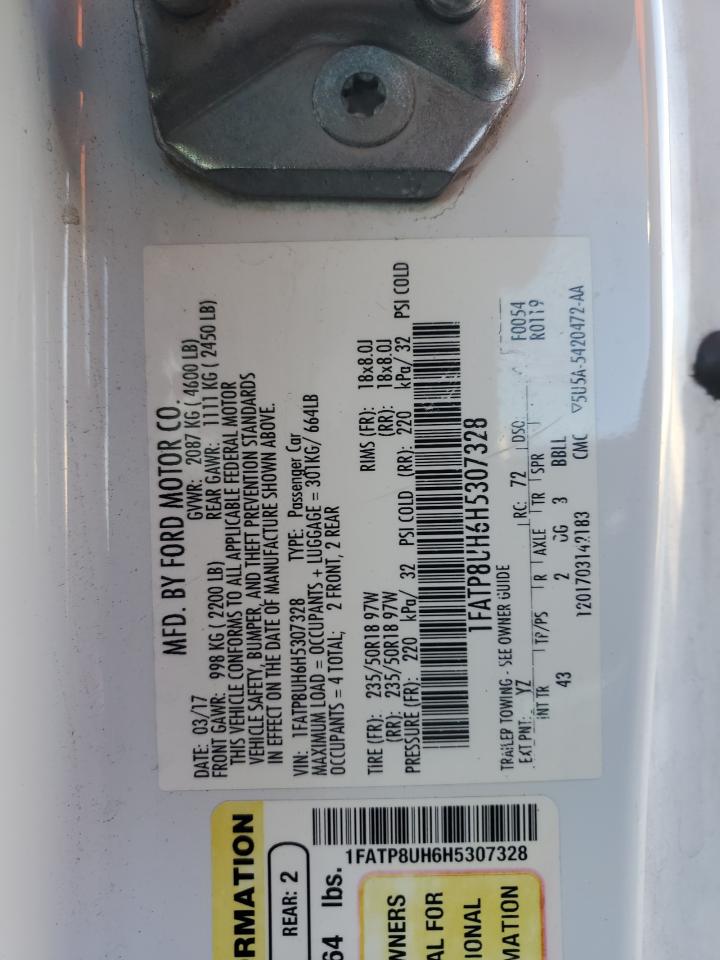 MFD. BY FORD MOTOR CO.
DATE: 03/17 GVWR: 2087 KG ( 4600 LB)
FRONT GAWR: 998 KG ( 2200 LB) REAR GAWR: 1111 KG ( 2450 LB)
THIS VEHICLE CONFORMS TO ALL APPLICABLE FEDERAL MOTOR
VEHICLE SAFETY, BUMPER, AND THEFT PREVENTION STANDARDS
IN EFFECT ON THE DATE OF MANUFACTURE SHOWN ABOVE.
VIN: 1FATP8UH6H5307328 TYPE: Passenger Car
MAXIMUM LOAD = OCCUPANTS + LUGGAGE = 301KG/ 664LB
OCCUPANTS = 4 TOTAL; 2 FRONT, 2 REAR
TIRE (FR): 235/50R18 97W RIMS (FR): 18x8.0J
(RR): 235/50R18 97W (RR): 18x8.0J
PRESSURE (FR): 220 kPa/ 32 PSI COLD (RR): 220 kPa/ 32 PSI COLD
1FATP8UH6H5307328
TRAILER TOWING - SEE OWNER GUIDE F0054
EXT PNT: YZ RC: 72 DSO: R0119
INT TR TP/PS R AXLE TR SPR
43 2 3 BBLL
1201703142183 CMC ▽5U5A-5420472-AA
1FATP8UH6H5307328
RMATION
REAR: 2
64 lbs.
WNERS
AL FOR
IONAL
MATION